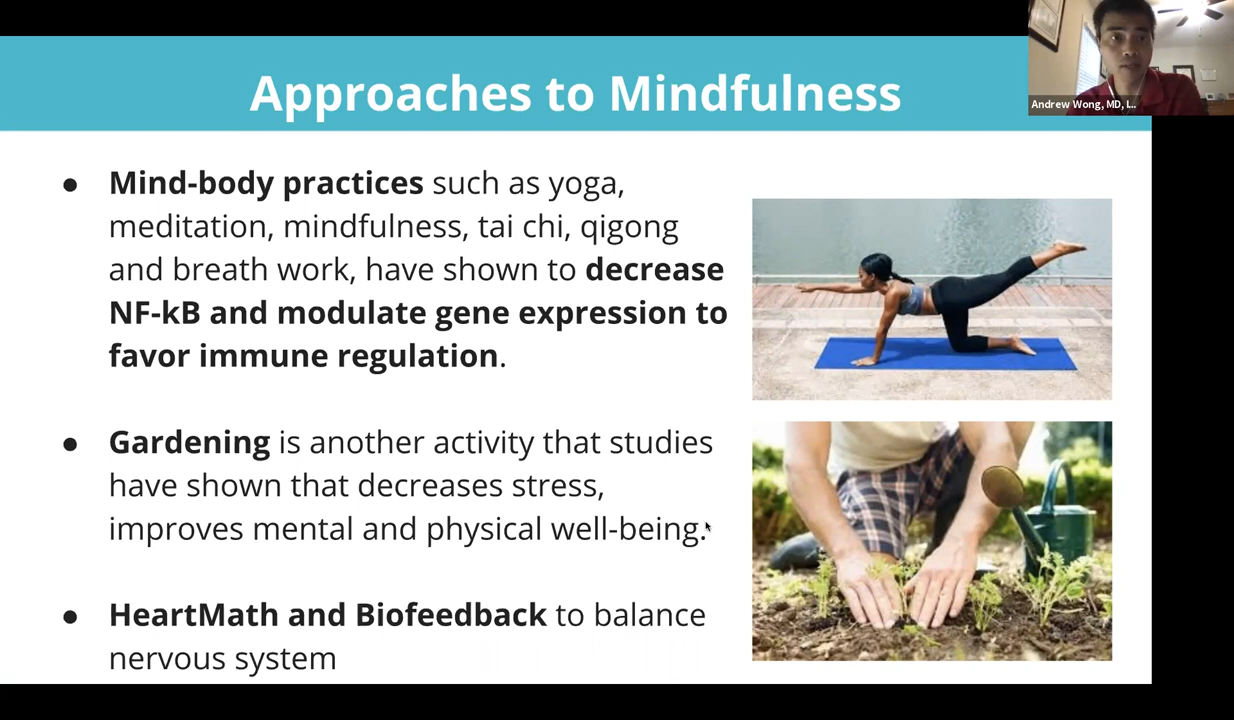 Approaches to Mindfulness
Andrew Wong, MD, L..
● Mind-body practices such as yoga,
meditation, mindfulness, tai chi, qigong
and breath work, have shown to decrease
NF-kB and modulate gene expression to
favor immune regulation.
● Gardening is another activity that studies
have shown that decreases stress,
improves mental and physical well-being.
● HeartMath and Biofeedback to balance
nervous system